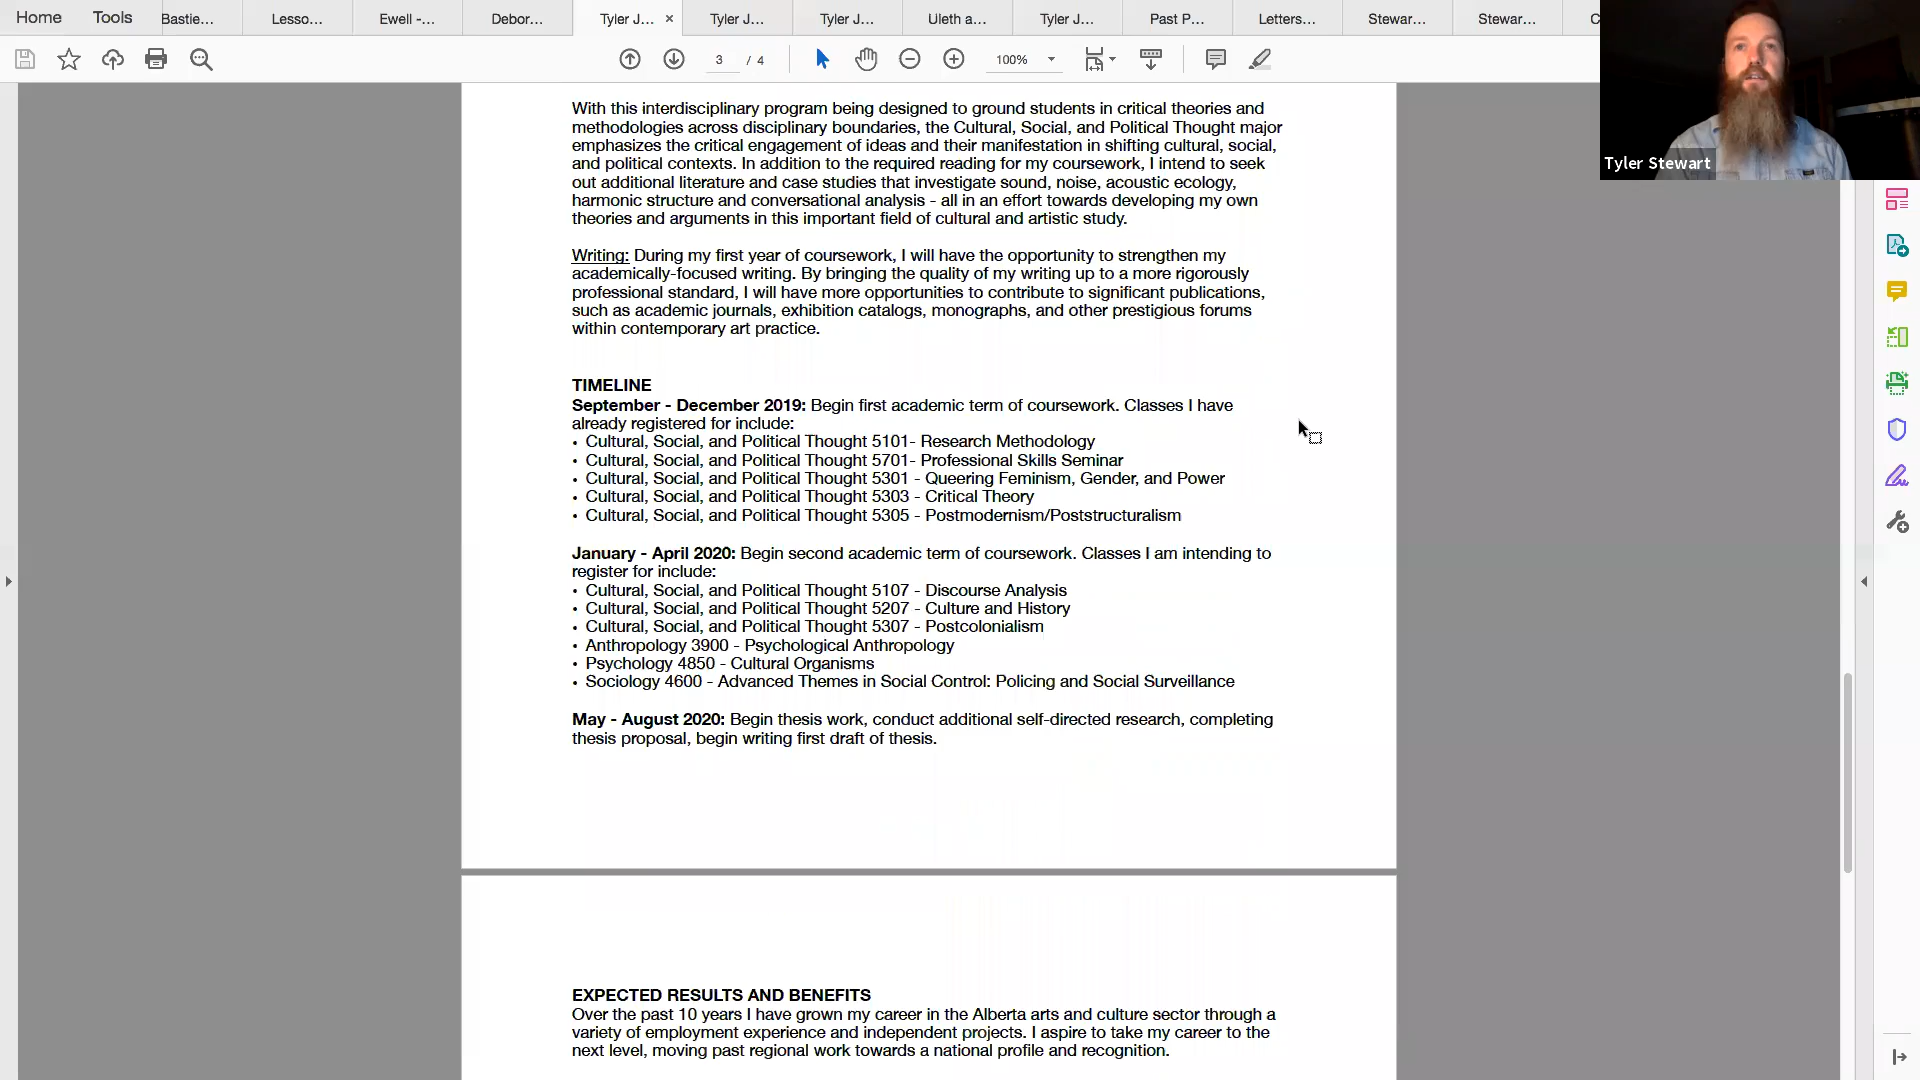 Home Tools Bastie... Lesso... Ewell -... Debor... Tyler J... × Tyler J... Tyler J... Uleth a... Tyler J... Past P... Letters... Stewar... Stewar... C
3 / 4 100%
Tyler Stewart
With this interdisciplinary program being designed to ground students in critical theories and
methodologies across disciplinary boundaries, the Cultural, Social, and Political Thought major
emphasizes the critical engagement of ideas and their manifestation in shifting cultural, social,
and political contexts. In addition to the required reading for my coursework, I intend to seek
out additional literature and case studies that investigate sound, noise, acoustic ecology,
harmonic structure and conversational analysis - all in an effort towards developing my own
theories and arguments in this important field of cultural and artistic study.
Writing: During my first year of coursework, I will have the opportunity to strengthen my
academically-focused writing. By bringing the quality of my writing up to a more rigorously
professional standard, I will have more opportunities to contribute to significant publications,
such as academic journals, exhibition catalogs, monographs, and other prestigious forums
within contemporary art practice.
TIMELINE
September - December 2019: Begin first academic term of coursework. Classes I have
already registered for include:
• Cultural, Social, and Political Thought 5101- Research Methodology
• Cultural, Social, and Political Thought 5701- Professional Skills Seminar
• Cultural, Social, and Political Thought 5301 - Queering Feminism, Gender, and Power
• Cultural, Social, and Political Thought 5303 - Critical Theory
• Cultural, Social, and Political Thought 5305 - Postmodernism/Poststructuralism
January - April 2020: Begin second academic term of coursework. Classes I am intending to
register for include:
• Cultural, Social, and Political Thought 5107 - Discourse Analysis
• Cultural, Social, and Political Thought 5207 - Culture and History
• Cultural, Social, and Political Thought 5307 - Postcolonialism
• Anthropology 3900 - Psychological Anthropology
• Psychology 4850 - Cultural Organisms
• Sociology 4600 - Advanced Themes in Social Control: Policing and Social Surveillance
May - August 2020: Begin thesis work, conduct additional self-directed research, completing
thesis proposal, begin writing first draft of thesis.
EXPECTED RESULTS AND BENEFITS
Over the past 10 years I have grown my career in the Alberta arts and culture sector through a
variety of employment experience and independent projects. I aspire to take my career to the
next level, moving past regional work towards a national profile and recognition.